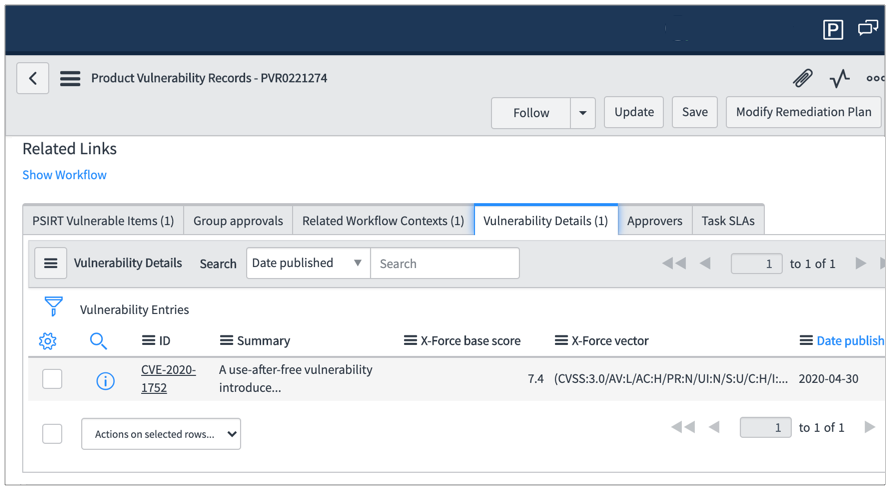 P
Product Vulnerability Records - PVR0221274
Follow Update Save Modify Remediation Plan
Related Links
Show Workflow
PSIRT Vulnerable Items (1) Group approvals Related Workflow Contexts (1) Vulnerability Details (1) Approvers Task SLAs
Vulnerability Details Search Date published Search 1 to 1 of 1
Vulnerability Entries
ID Summary X-Force base score X-Force vector Date publish
CVE-2020-1752 A use-after-free vulnerability introduce... 7.4 (CVSS:3.0/AV:L/AC:H/PR:N/UI:N/S:U/C:H/I:... 2020-04-30
Actions on selected rows... 1 to 1 of 1